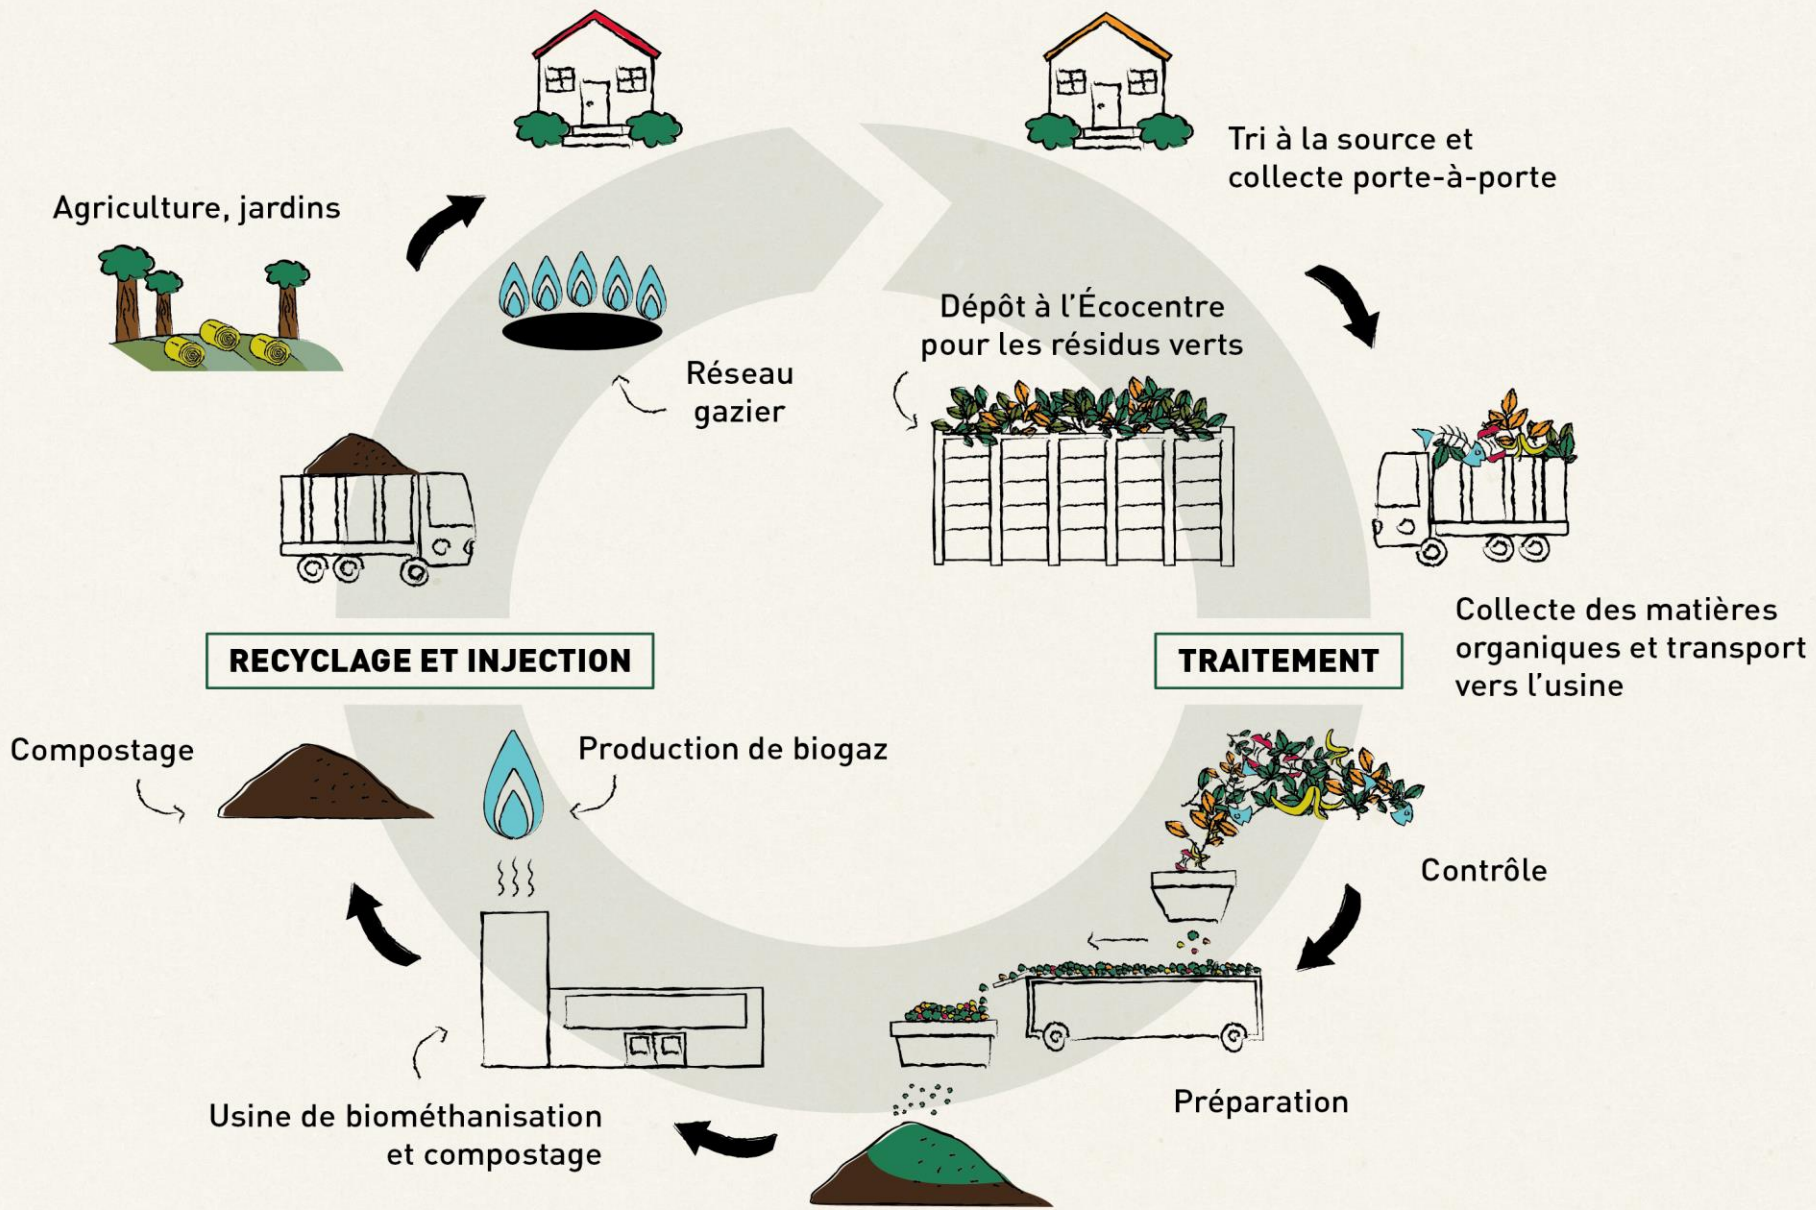 Tri à la source et
collecte porte-à-porte
Agriculture, jardins
Dépôt à l'Écocentre
pour les résidus verts
Réseau
gazier
Collecte des matières
organiques et transport
vers l'usine
RECYCLAGE ET INJECTION
TRAITEMENT
Compostage
Production de biogaz
Contrôle
Préparation
Usine de biométhanisation
et compostage